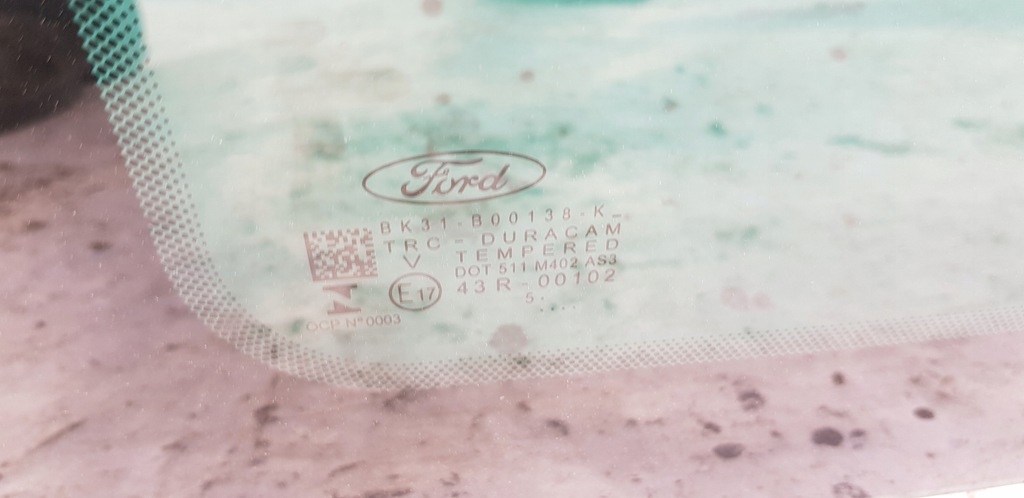 Ford
BK31-B00138-K
TRC - DURACAM
V TEMPERED
DOT 511 M402 AS3
E17 43R-00102
5. ....
OCP N°0003